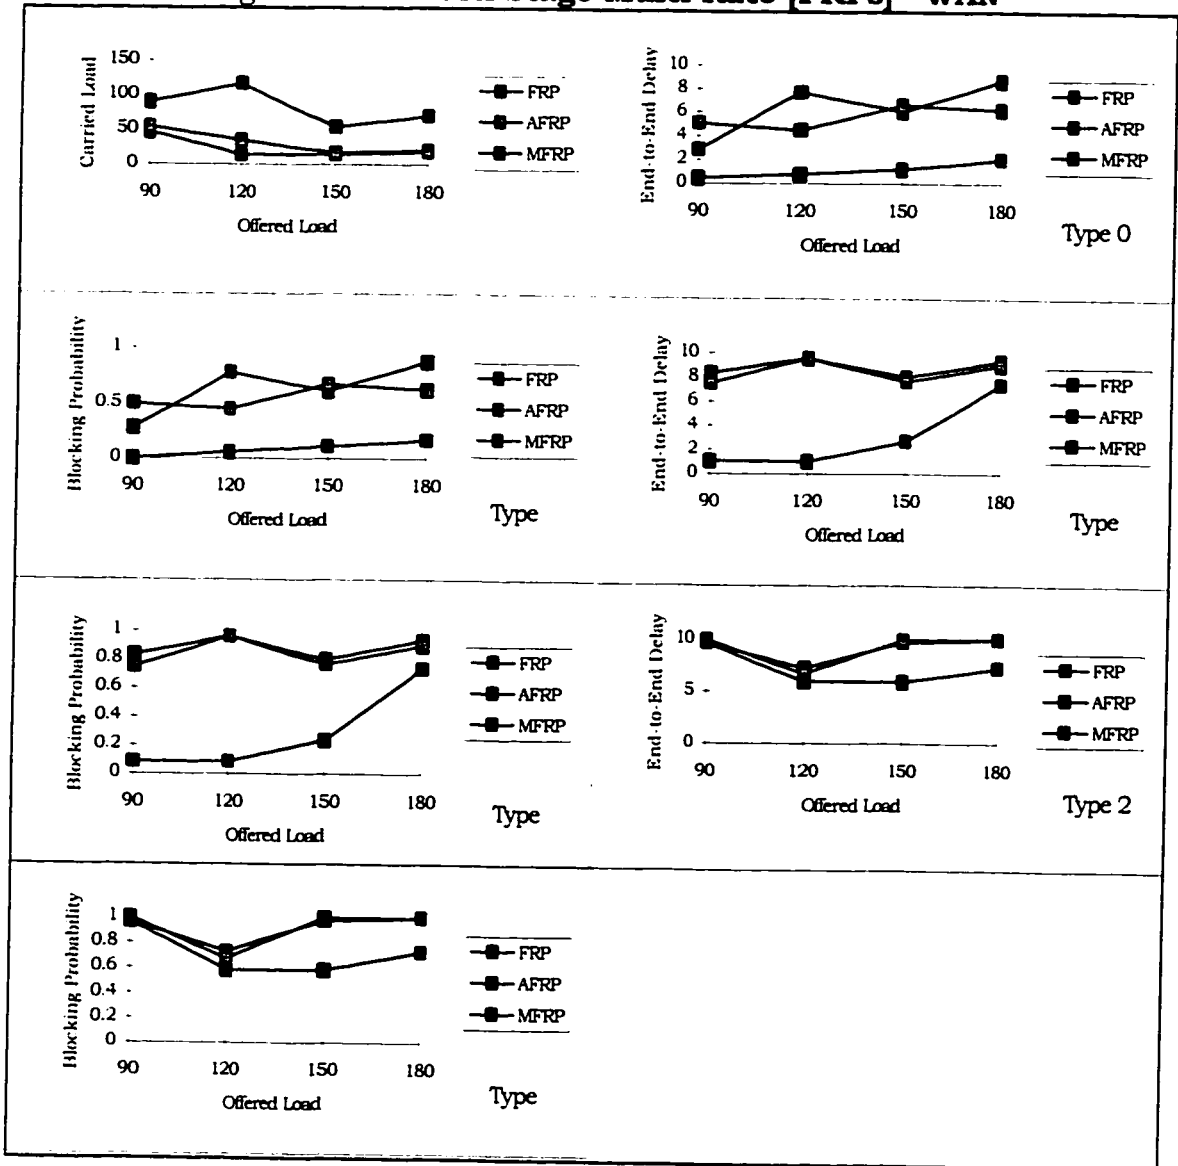 [FRP8] - WAN
150
100
50
0
Carried Load
90 120 150 180
Offered Load
FRP
AFRP
MFRP
10
8
6
4
2
0
End-to-End Delay
90 120 150 180
Offered Load
FRP
AFRP
MFRP
Type 0
1
0.5
0
Blocking Probability
90 120 150 180
Offered Load
FRP
AFRP
MFRP
Type
10
8
6
4
2
0
End-to-End Delay
90 120 150 180
Offered Load
FRP
AFRP
MFRP
Type
1
0.8
0.6
0.4
0.2
0
Blocking Probability
90 120 150 180
Offered Load
FRP
AFRP
MFRP
Type
10
5
0
End-to-End Delay
90 120 150 180
Offered Load
FRP
AFRP
MFRP
Type 2
1
0.8
0.6
0.4
0.2
0
Blocking Probability
90 120 150 180
Offered Load
FRP
AFRP
MFRP
Type